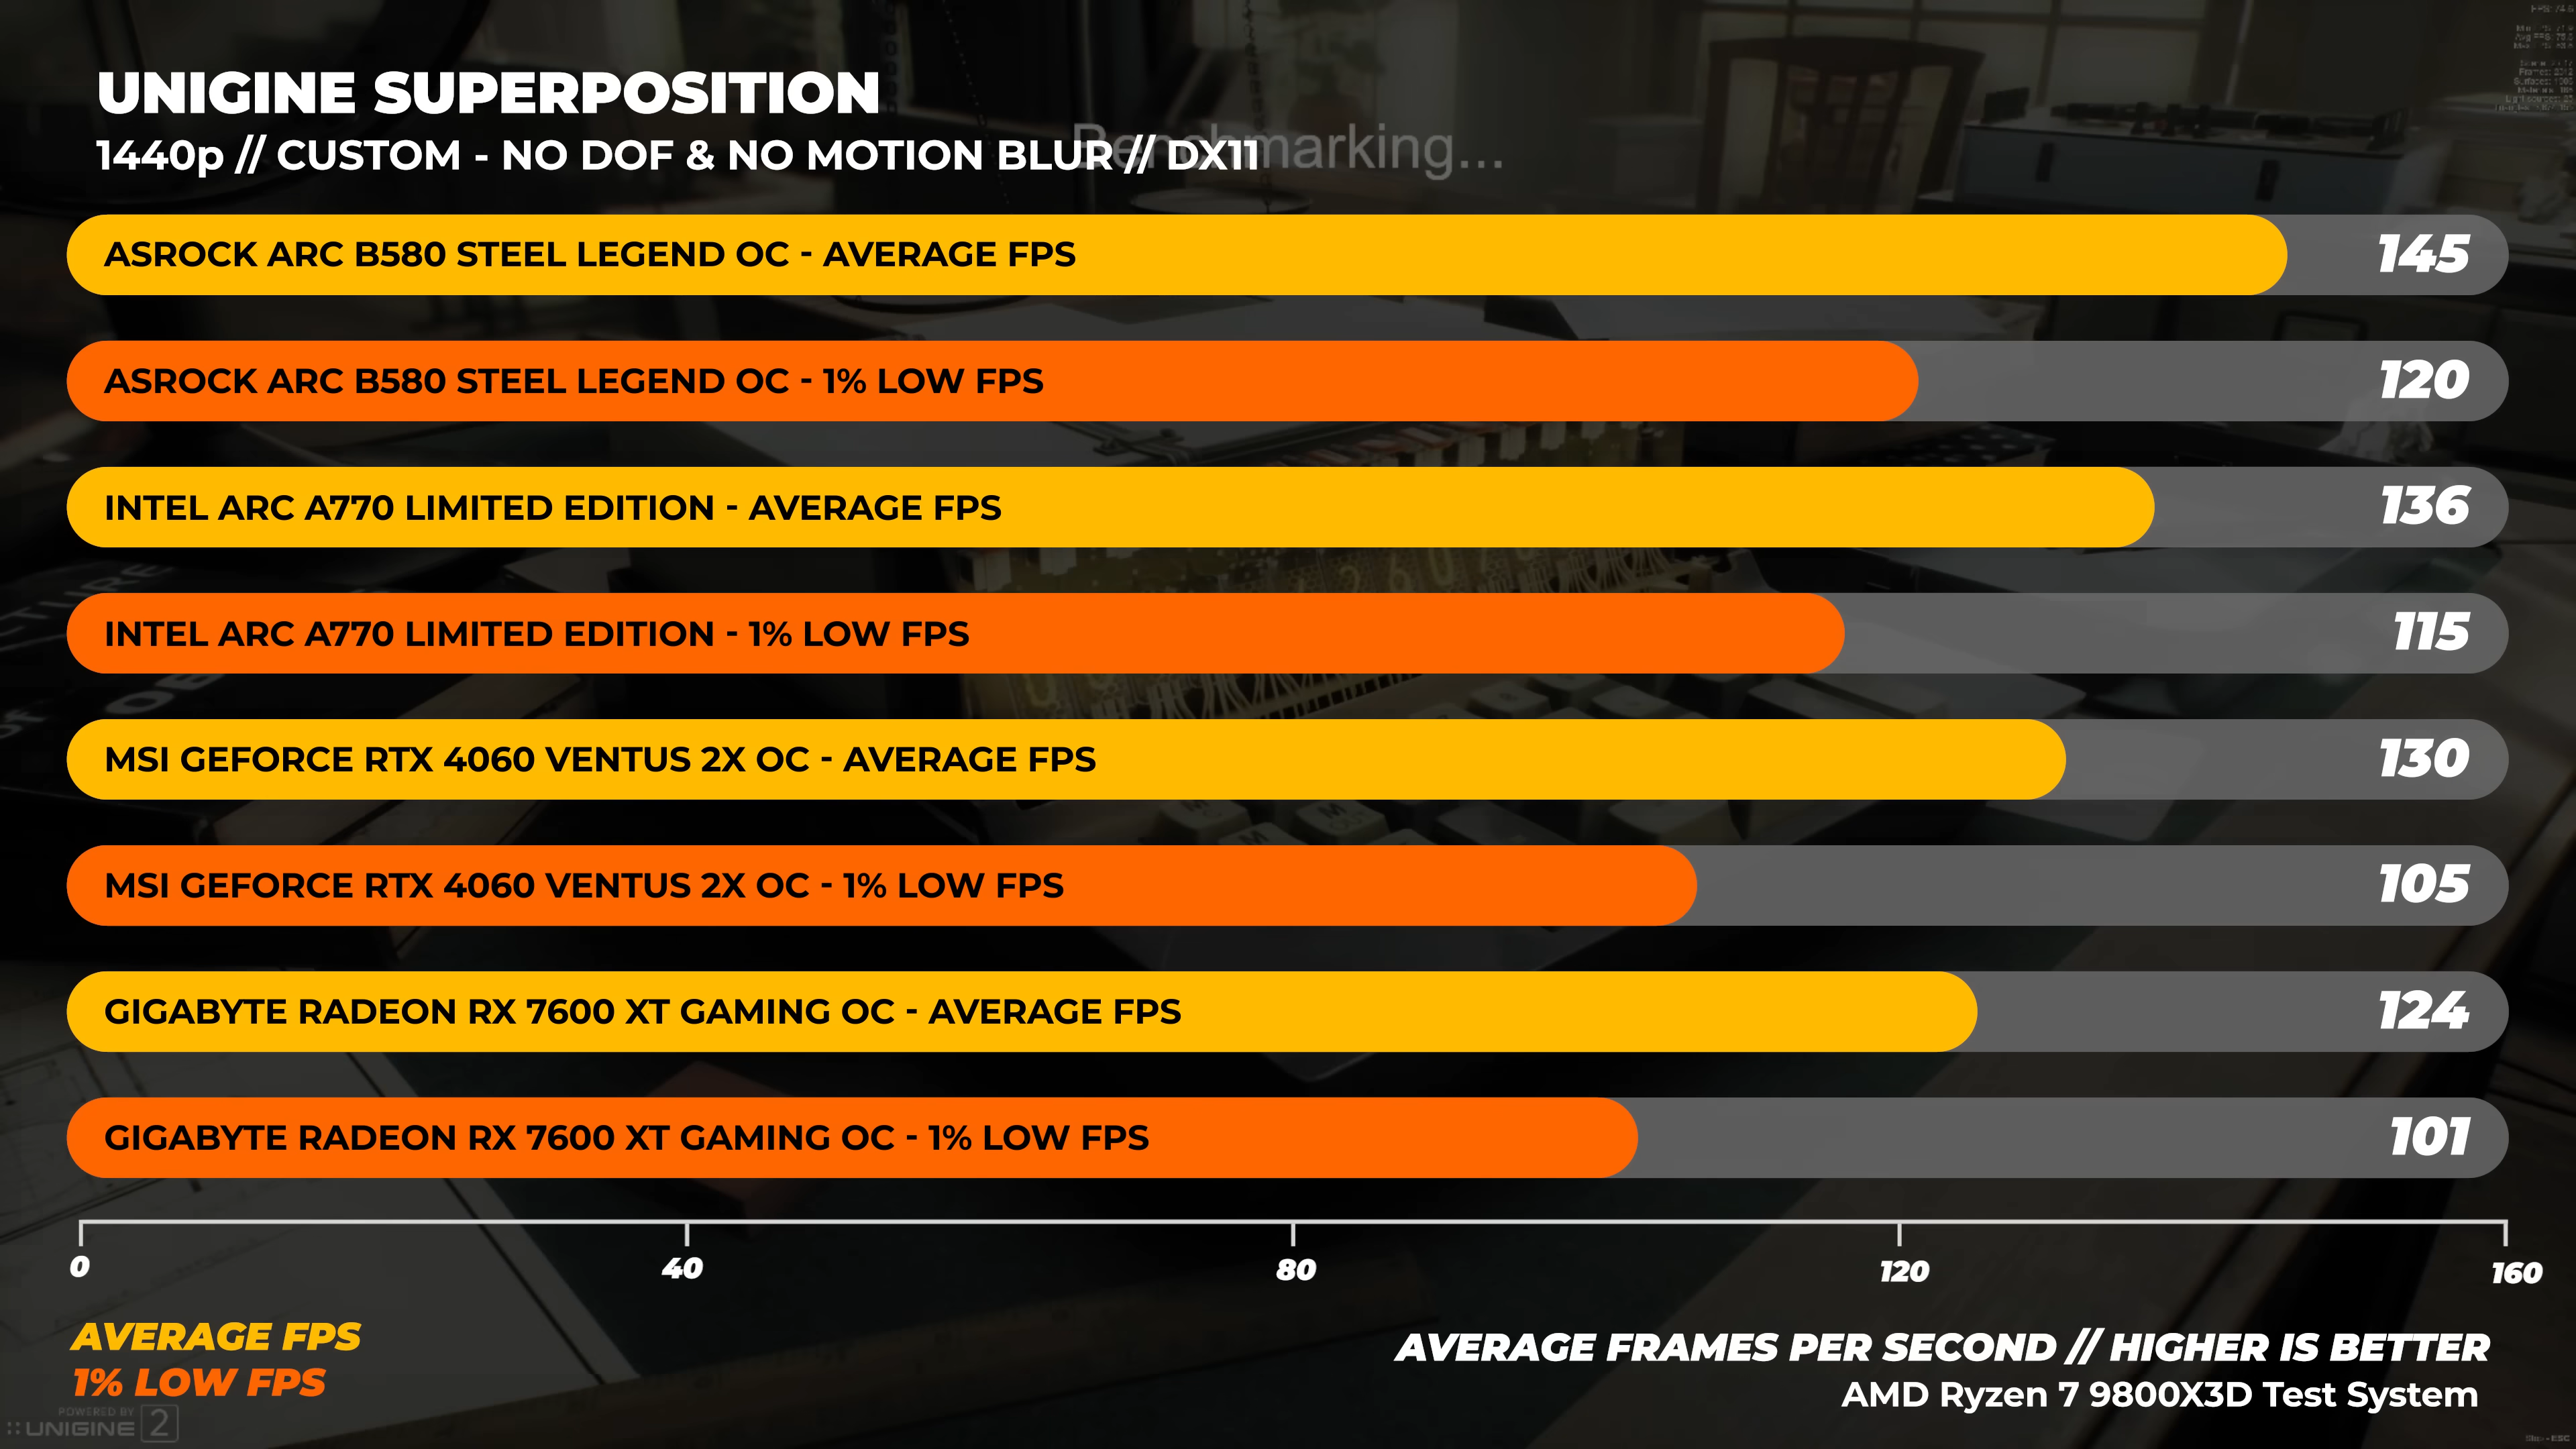 UNIGINE SUPERPOSITION
1440p // CUSTOM - NO DOF & NO MOTION BLUR // DX11
Benchmarking...
ASROCK ARC B580 STEEL LEGEND OC - AVERAGE FPS 145
ASROCK ARC B580 STEEL LEGEND OC - 1% LOW FPS 120
INTEL ARC A770 LIMITED EDITION - AVERAGE FPS 136
INTEL ARC A770 LIMITED EDITION - 1% LOW FPS 115
MSI GEFORCE RTX 4060 VENTUS 2X OC - AVERAGE FPS 130
MSI GEFORCE RTX 4060 VENTUS 2X OC - 1% LOW FPS 105
GIGABYTE RADEON RX 7600 XT GAMING OC - AVERAGE FPS 124
GIGABYTE RADEON RX 7600 XT GAMING OC - 1% LOW FPS 101
0 40 80 120 160
AVERAGE FPS
1% LOW FPS
AVERAGE FRAMES PER SECOND // HIGHER IS BETTER
AMD Ryzen 7 9800X3D Test System
POWERED BY
UNIGINE 2